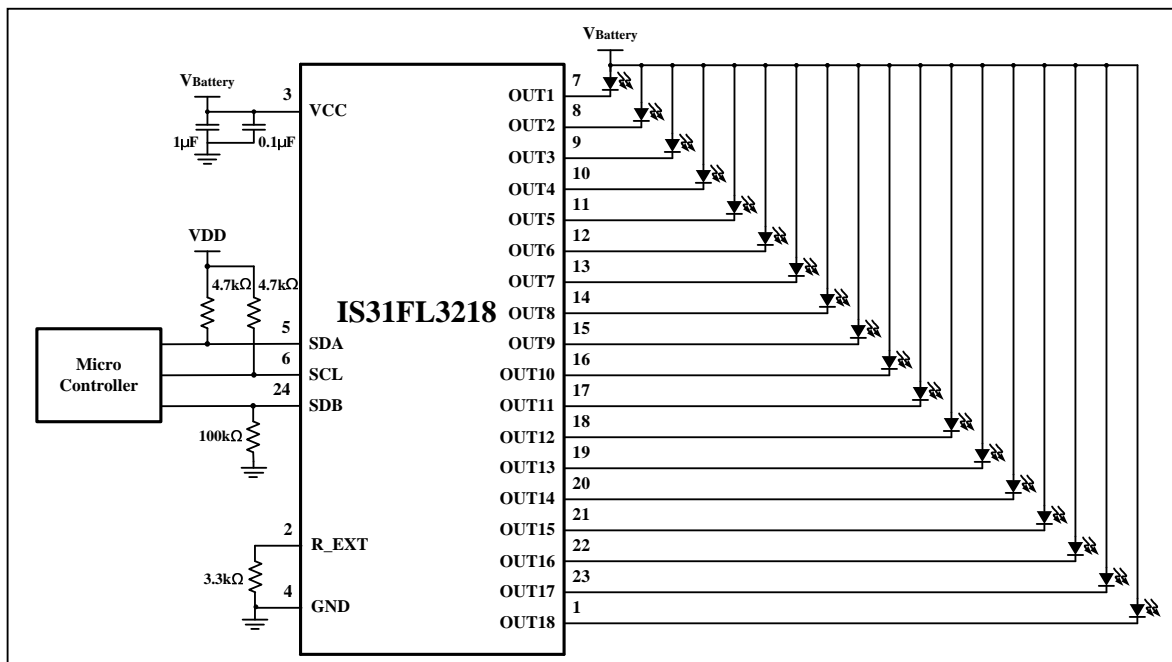 VBattery
7
OUT1
8
OUT2
9
OUT3
10
OUT4
11
OUT5
12
OUT6
13
OUT7
14
OUT8
15
OUT9
16
OUT10
17
OUT11
18
OUT12
19
OUT13
20
OUT14
21
OUT15
22
OUT16
23
OUT17
1
OUT18
VBattery
3
VCC
1μF
0.1μF
VDD
4.7kΩ
4.7kΩ
IS31FL3218
5
SDA
6
SCL
24
SDB
Micro
Controller
100kΩ
2
R_EXT
3.3kΩ
4
GND